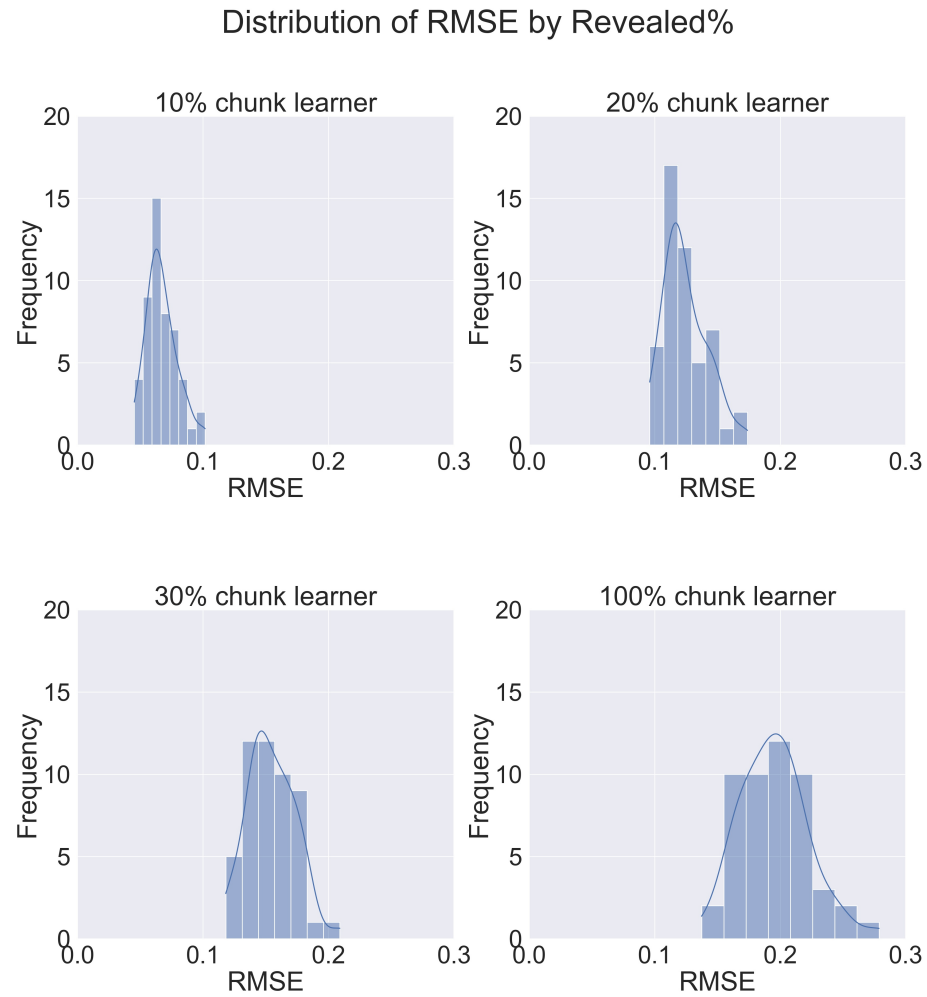 Distribution of RMSE by Revealed%
10% chunk learner
20
15
10
5
0
Frequency
0.0 0.1 0.2 0.3
RMSE
20% chunk learner
20
15
10
5
0
Frequency
0.0 0.1 0.2 0.3
RMSE
30% chunk learner
20
15
10
5
0
Frequency
0.0 0.1 0.2 0.3
RMSE
100% chunk learner
20
15
10
5
0
Frequency
0.0 0.1 0.2 0.3
RMSE